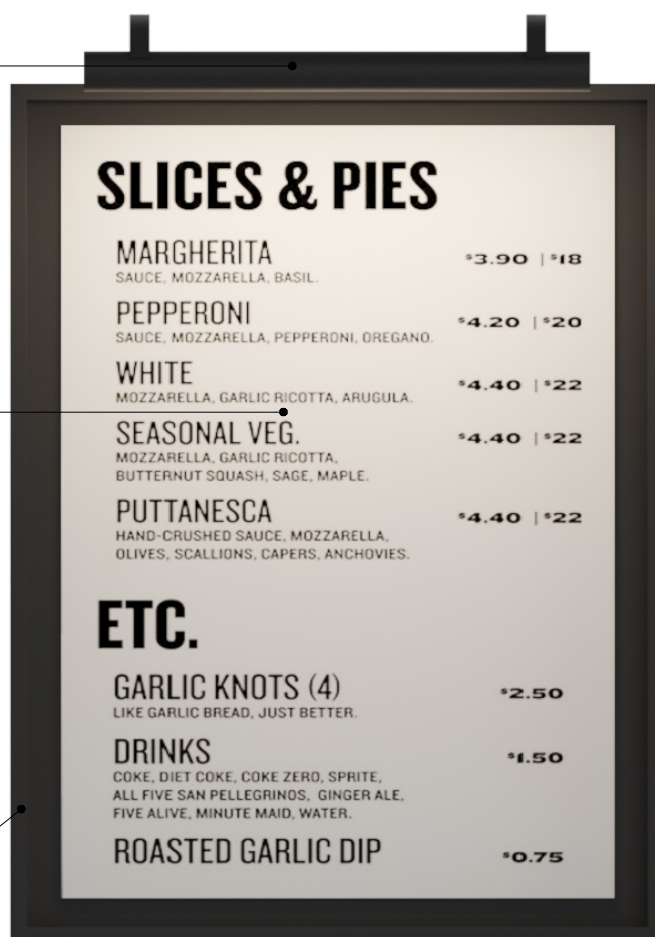 SLICES & PIES
MARGHERITA $3.90 | $18
SAUCE, MOZZARELLA, BASIL.
PEPPERONI $4.20 | $20
SAUCE, MOZZARELLA, PEPPERONI, OREGANO.
WHITE $4.40 | $22
MOZZARELLA, GARLIC RICOTTA, ARUGULA.
SEASONAL VEG. $4.40 | $22
MOZZARELLA, GARLIC RICOTTA,
BUTTERNUT SQUASH, SAGE, MAPLE.
PUTTANESCA $4.40 | $22
HAND-CRUSHED SAUCE, MOZZARELLA,
OLIVES, SCALLIONS, CAPERS, ANCHOVIES.
ETC.
GARLIC KNOTS (4) $2.50
LIKE GARLIC BREAD, JUST BETTER.
DRINKS $1.50
COKE, DIET COKE, COKE ZERO, SPRITE,
ALL FIVE SAN PELLEGRINOS, GINGER ALE,
FIVE ALIVE, MINUTE MAID, WATER.
ROASTED GARLIC DIP $0.75